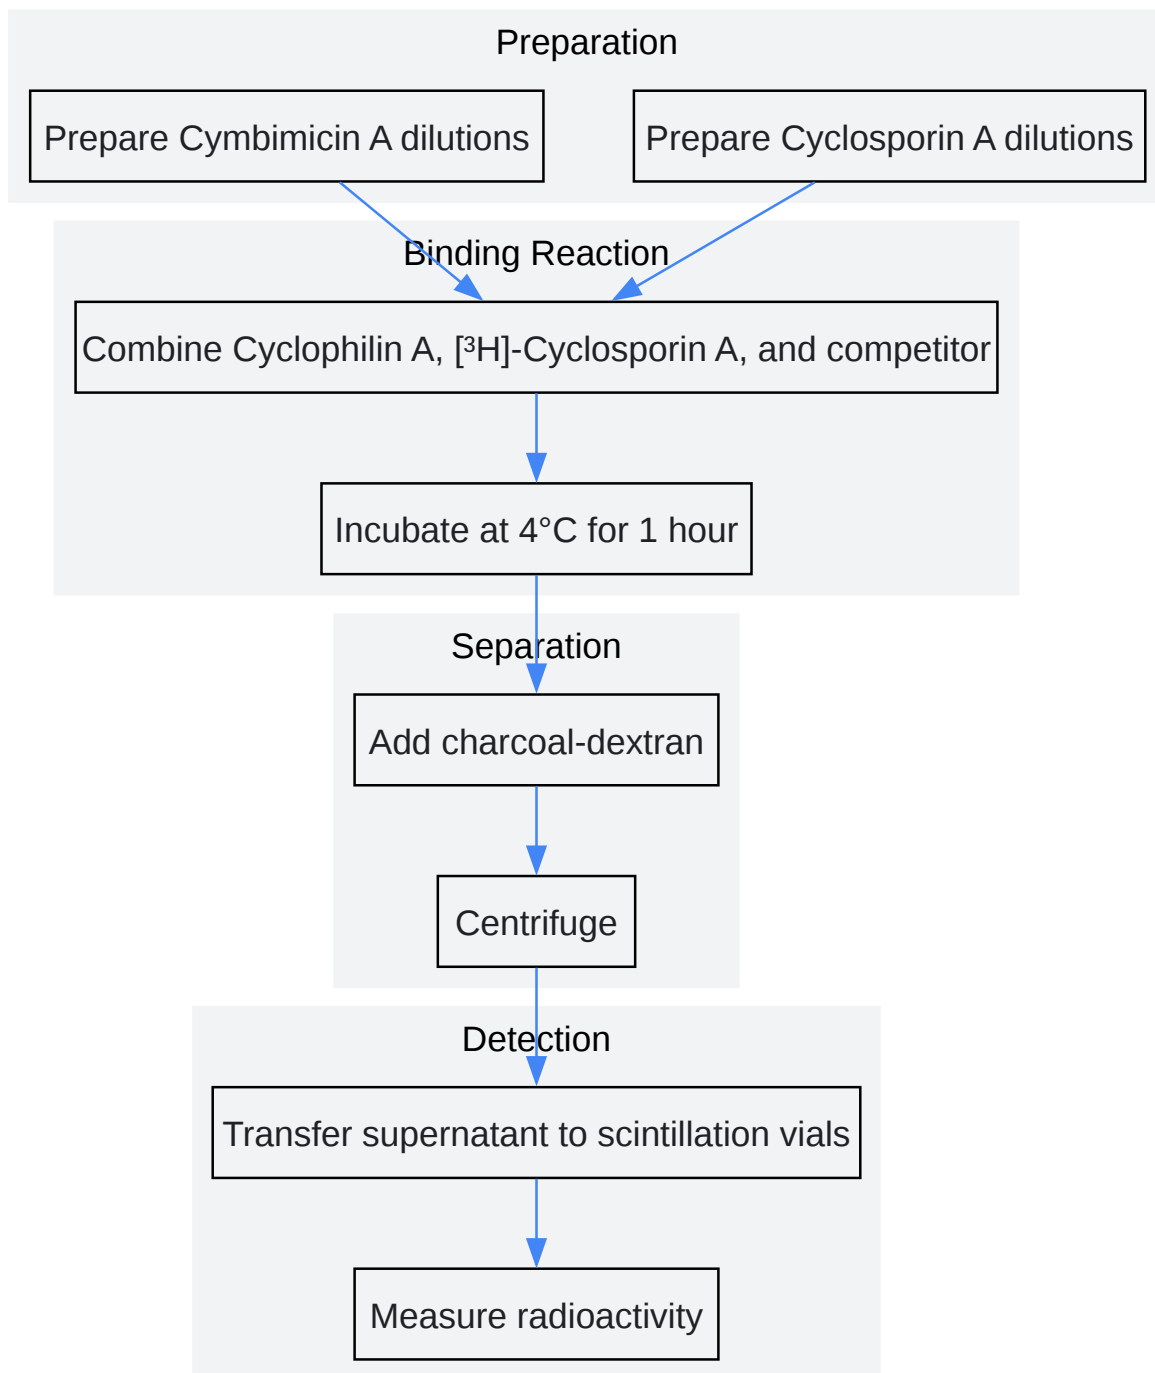 Preparation
Prepare Cymbimicin A dilutions
Prepare Cyclosporin A dilutions
Binding Reaction
Combine Cyclophilin A, [³H]-Cyclosporin A, and competitor
Incubate at 4°C for 1 hour
Separation
Add charcoal-dextran
Centrifuge
Detection
Transfer supernatant to scintillation vials
Measure radioactivity